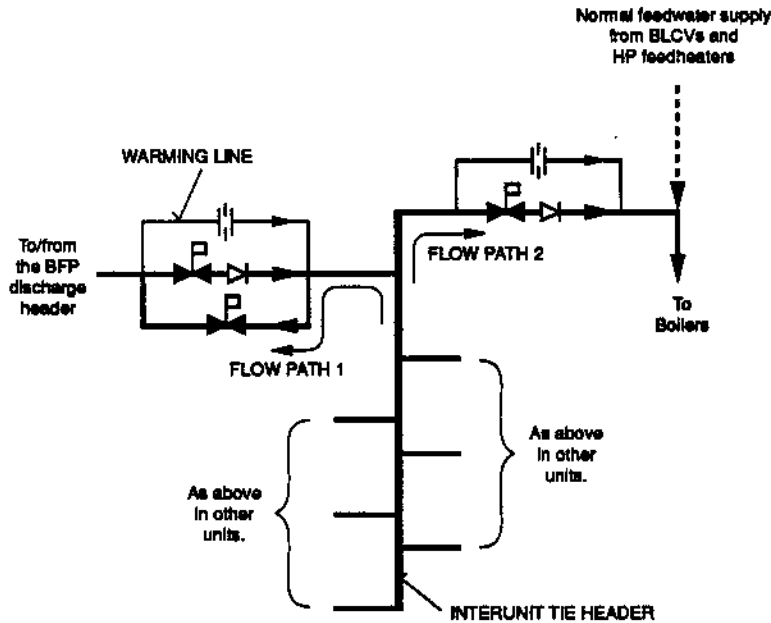 Normal feedwater supply
from BLCVs and
HP feedheaters
WARMING LINE
To/from
the BFP
discharge
header
FLOW PATH 2
To
Boilers
FLOW PATH 1
As above
in other
units.
As above
in other
units.
INTERUNIT TIE HEADER